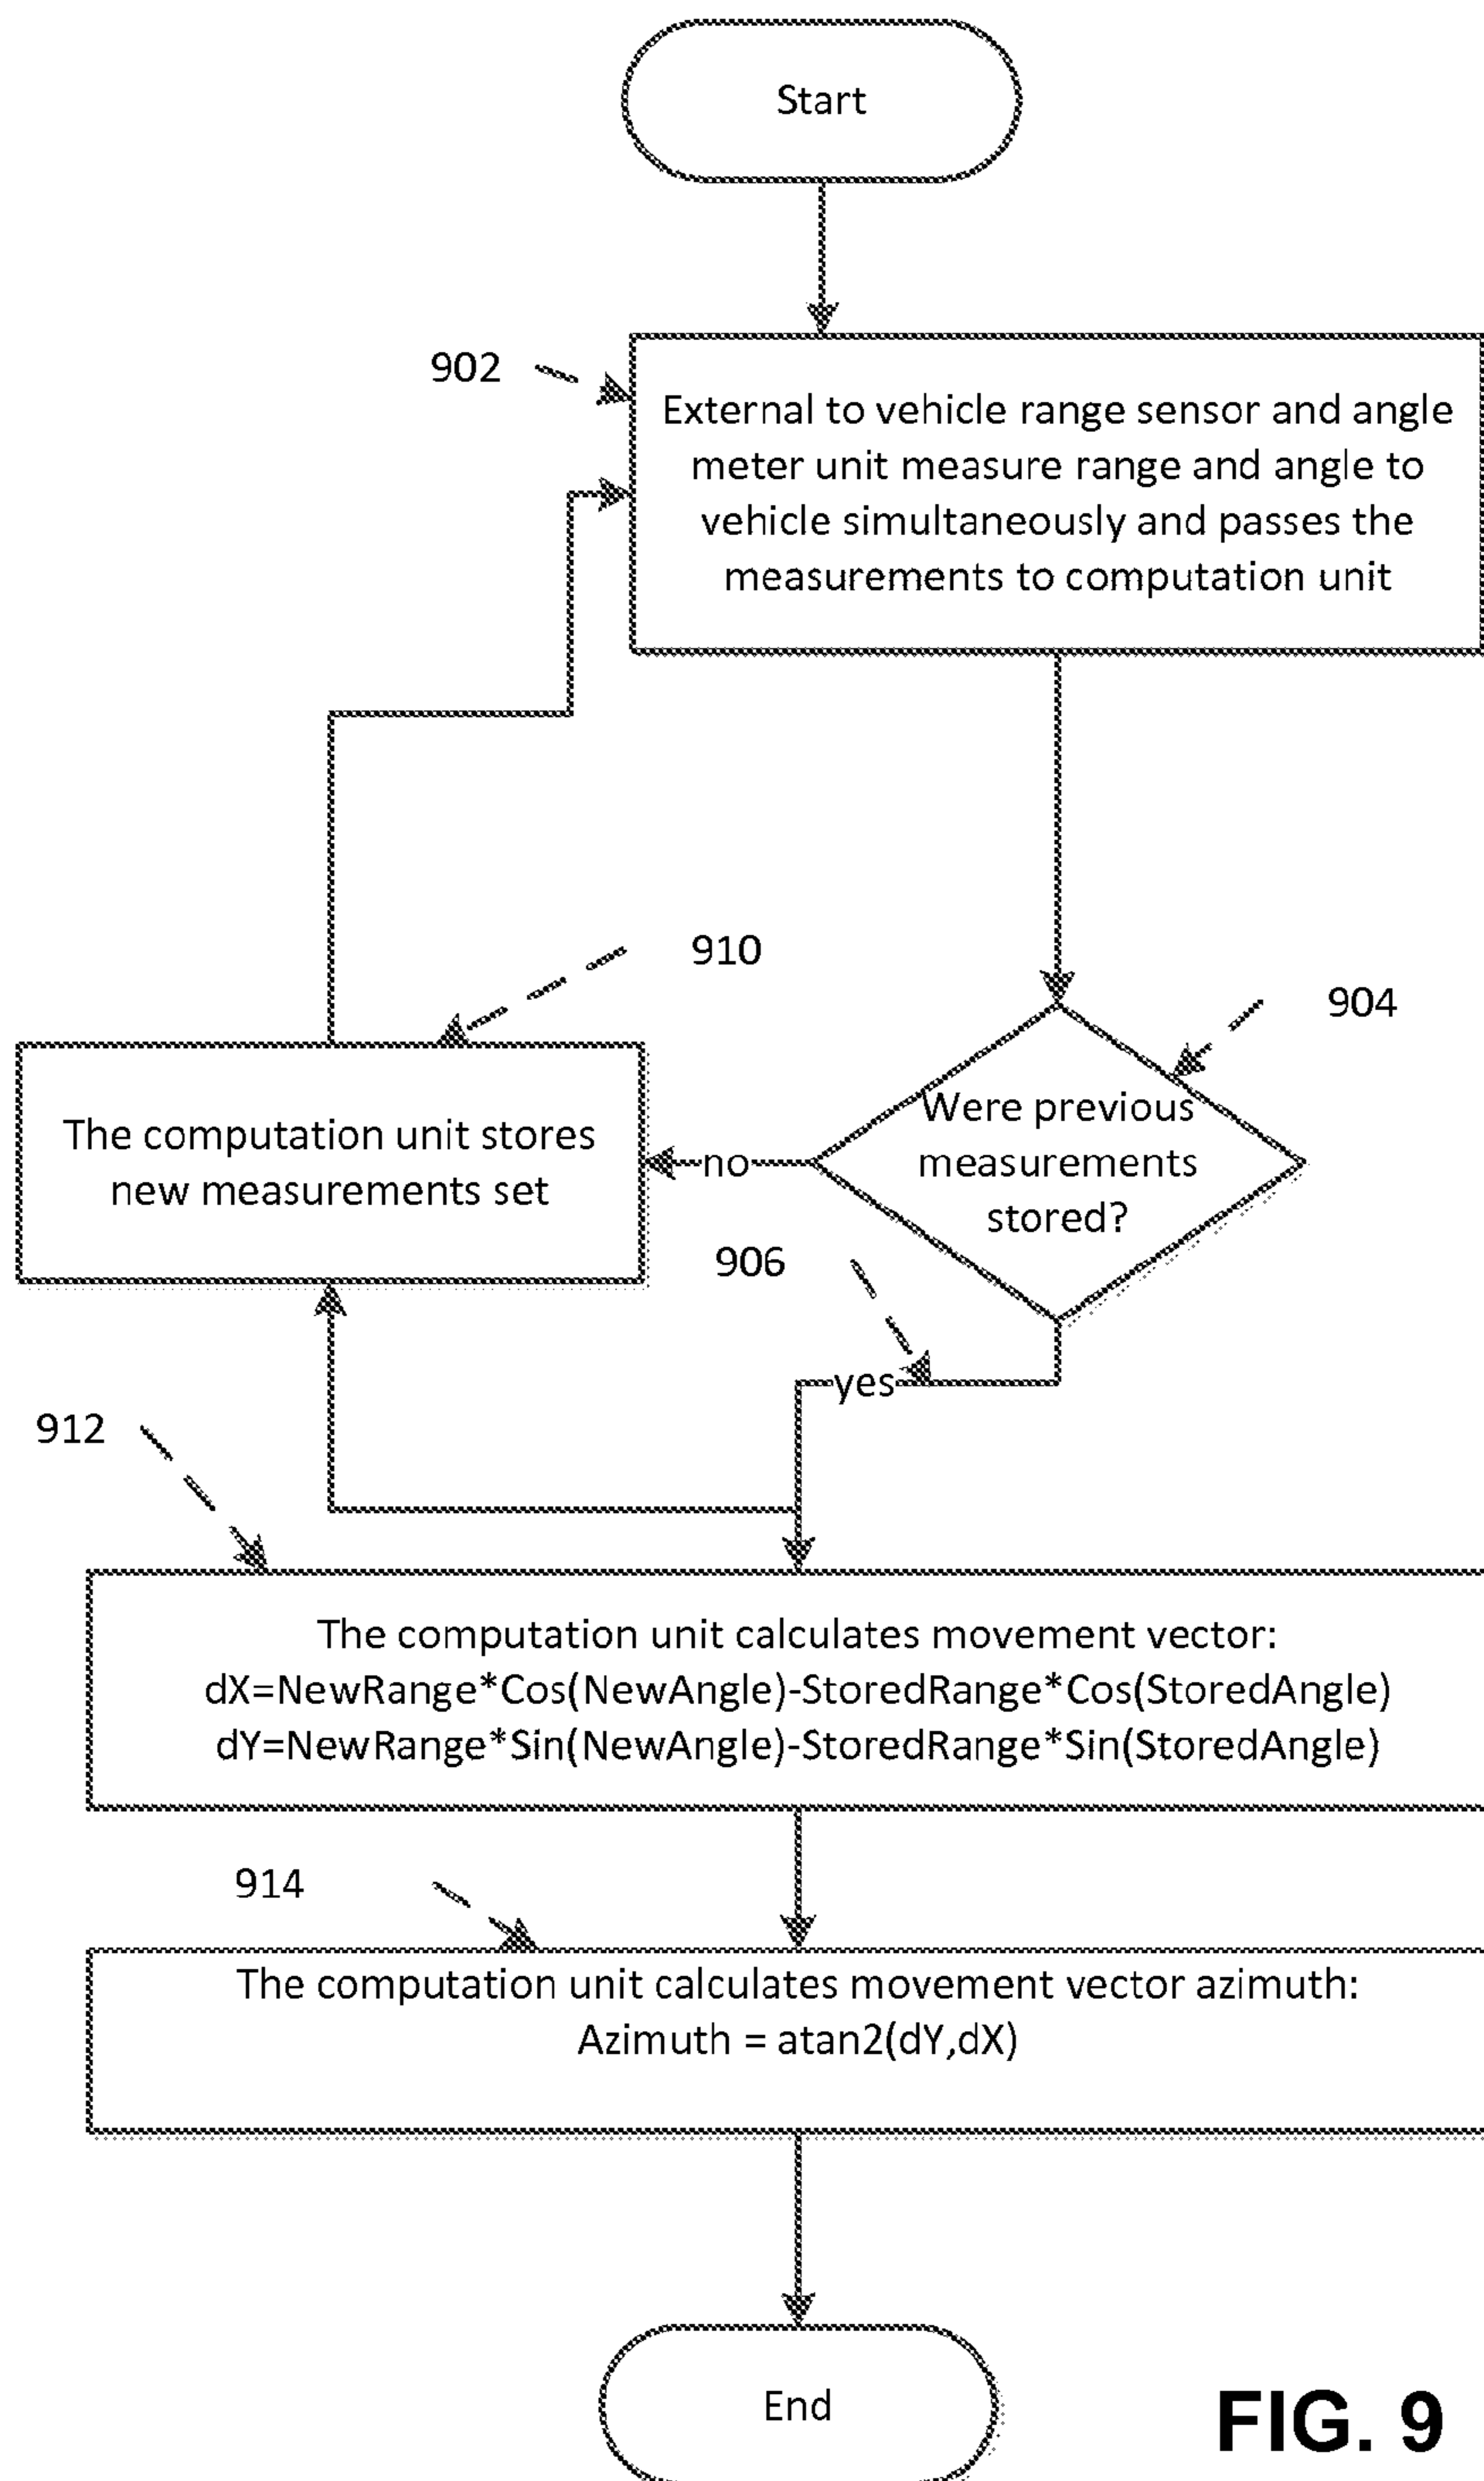 Start
902
External to vehicle range sensor and angle
meter unit measure range and angle to
vehicle simultaneously and passes the
measurements to computation unit
910
904
The computation unit stores
new measurements set
no
Were previous
measurements
stored?
906
yes
912
The computation unit calculates movement vector:
dX=NewRange*Cos(NewAngle)-StoredRange*Cos(StoredAngle)
dY=NewRange*Sin(NewAngle)-StoredRange*Sin(StoredAngle)
914
The computation unit calculates movement vector azimuth:
Azimuth = atan2(dY,dX)
End
FIG. 9